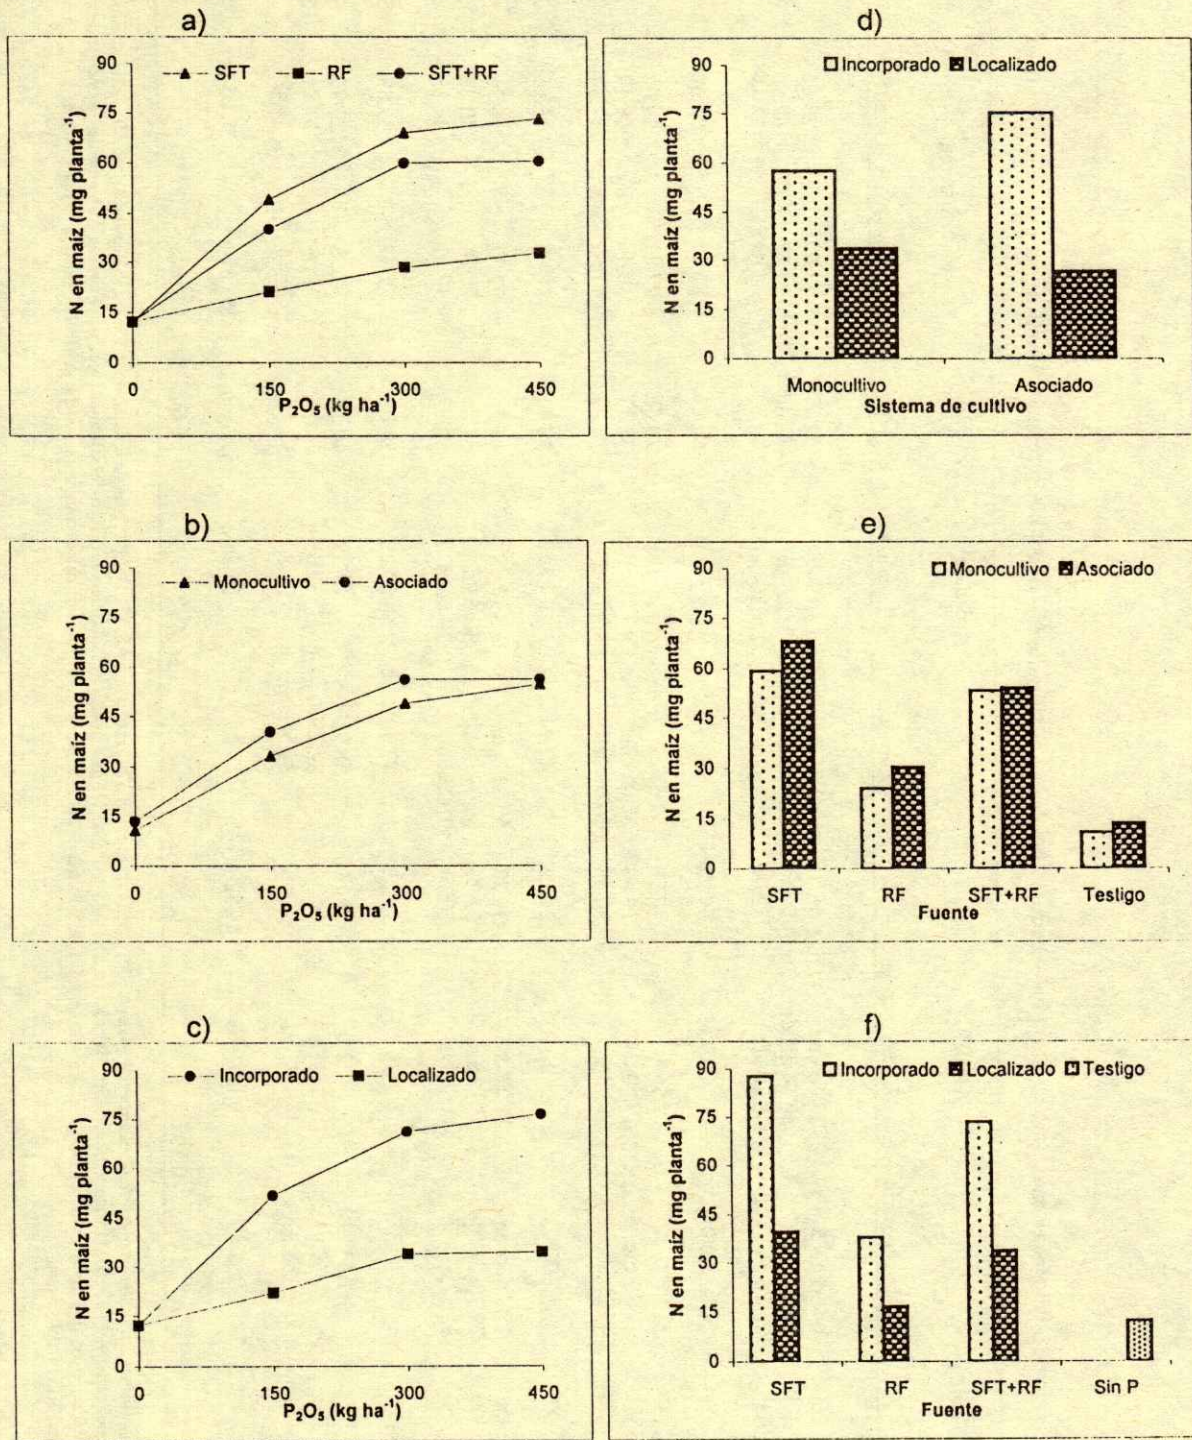 a)
SFT RF SFT+RF
N en maíz (mg planta⁻¹)
90
75
60
45
30
15
0
0 150 300 450
P₂O₅ (kg ha⁻¹)
d)
Incorporado Localizado
N en maíz (mg planta⁻¹)
90
75
60
45
30
15
0
Monocultivo Asociado
Sistema de cultivo
b)
Monocultivo Asociado
N en maíz (mg planta⁻¹)
90
75
60
45
30
15
0
0 150 300 450
P₂O₅ (kg ha⁻¹)
e)
Monocultivo Asociado
N en maíz (mg planta⁻¹)
90
75
60
45
30
15
0
SFT RF SFT+RF Testigo
Fuente
c)
Incorporado Localizado
N en maíz (mg planta⁻¹)
90
75
60
45
30
15
0
0 150 300 450
P₂O₅ (kg ha⁻¹)
f)
Incorporado Localizado Testigo
N en maíz (mg planta⁻¹)
90
75
60
45
30
15
0
SFT RF SFT+RF Sin P
Fuente